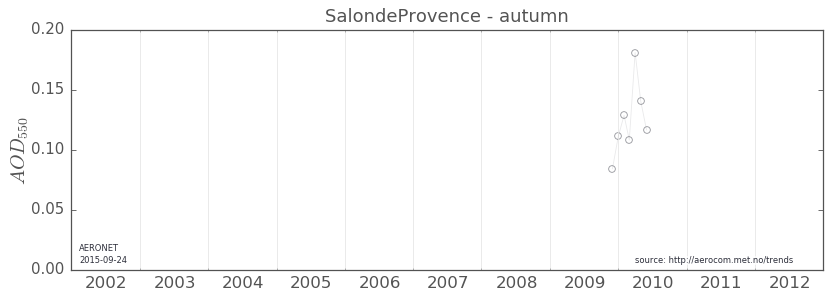 SalondeProvence - autumn
0.20
0.15
0.10
0.05
0.00
AOD550
AERONET
2015-09-24
source: http://aerocom.met.no/trends
2002 2003 2004 2005 2006 2007 2008 2009 2010 2011 2012